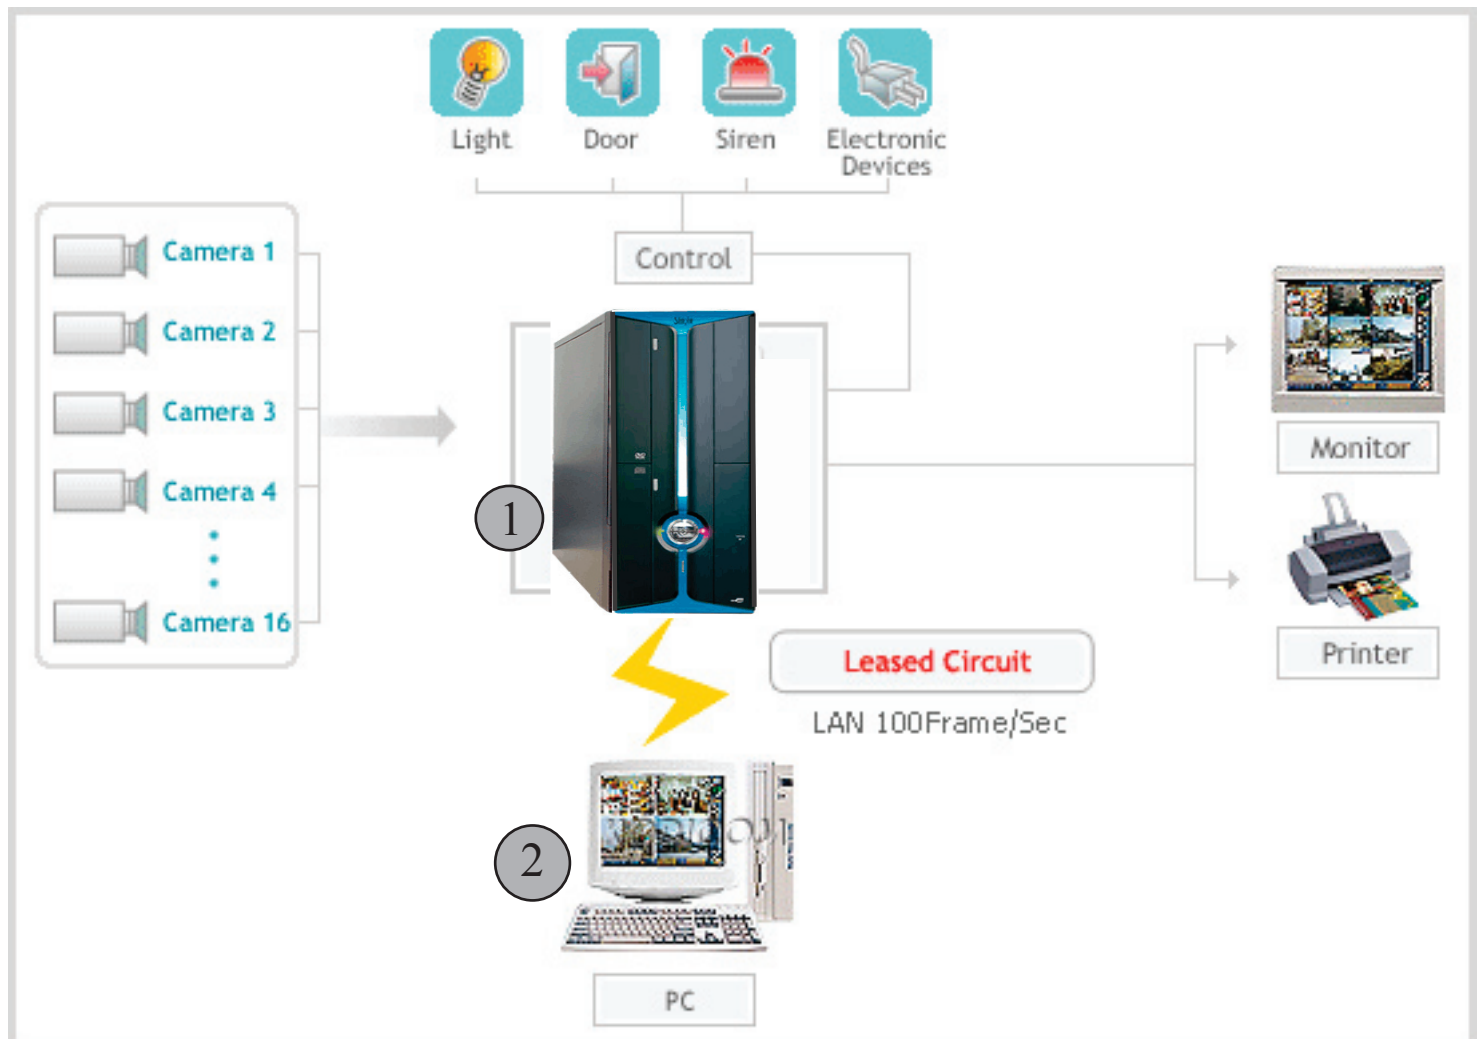 Light
Door
Siren
Electronic
Devices
Control
Camera 1
Camera 2
Camera 3
Camera 4
Camera 16
1
Monitor
Printer
Leased Circuit
LAN 100Frame/Sec
2
PC